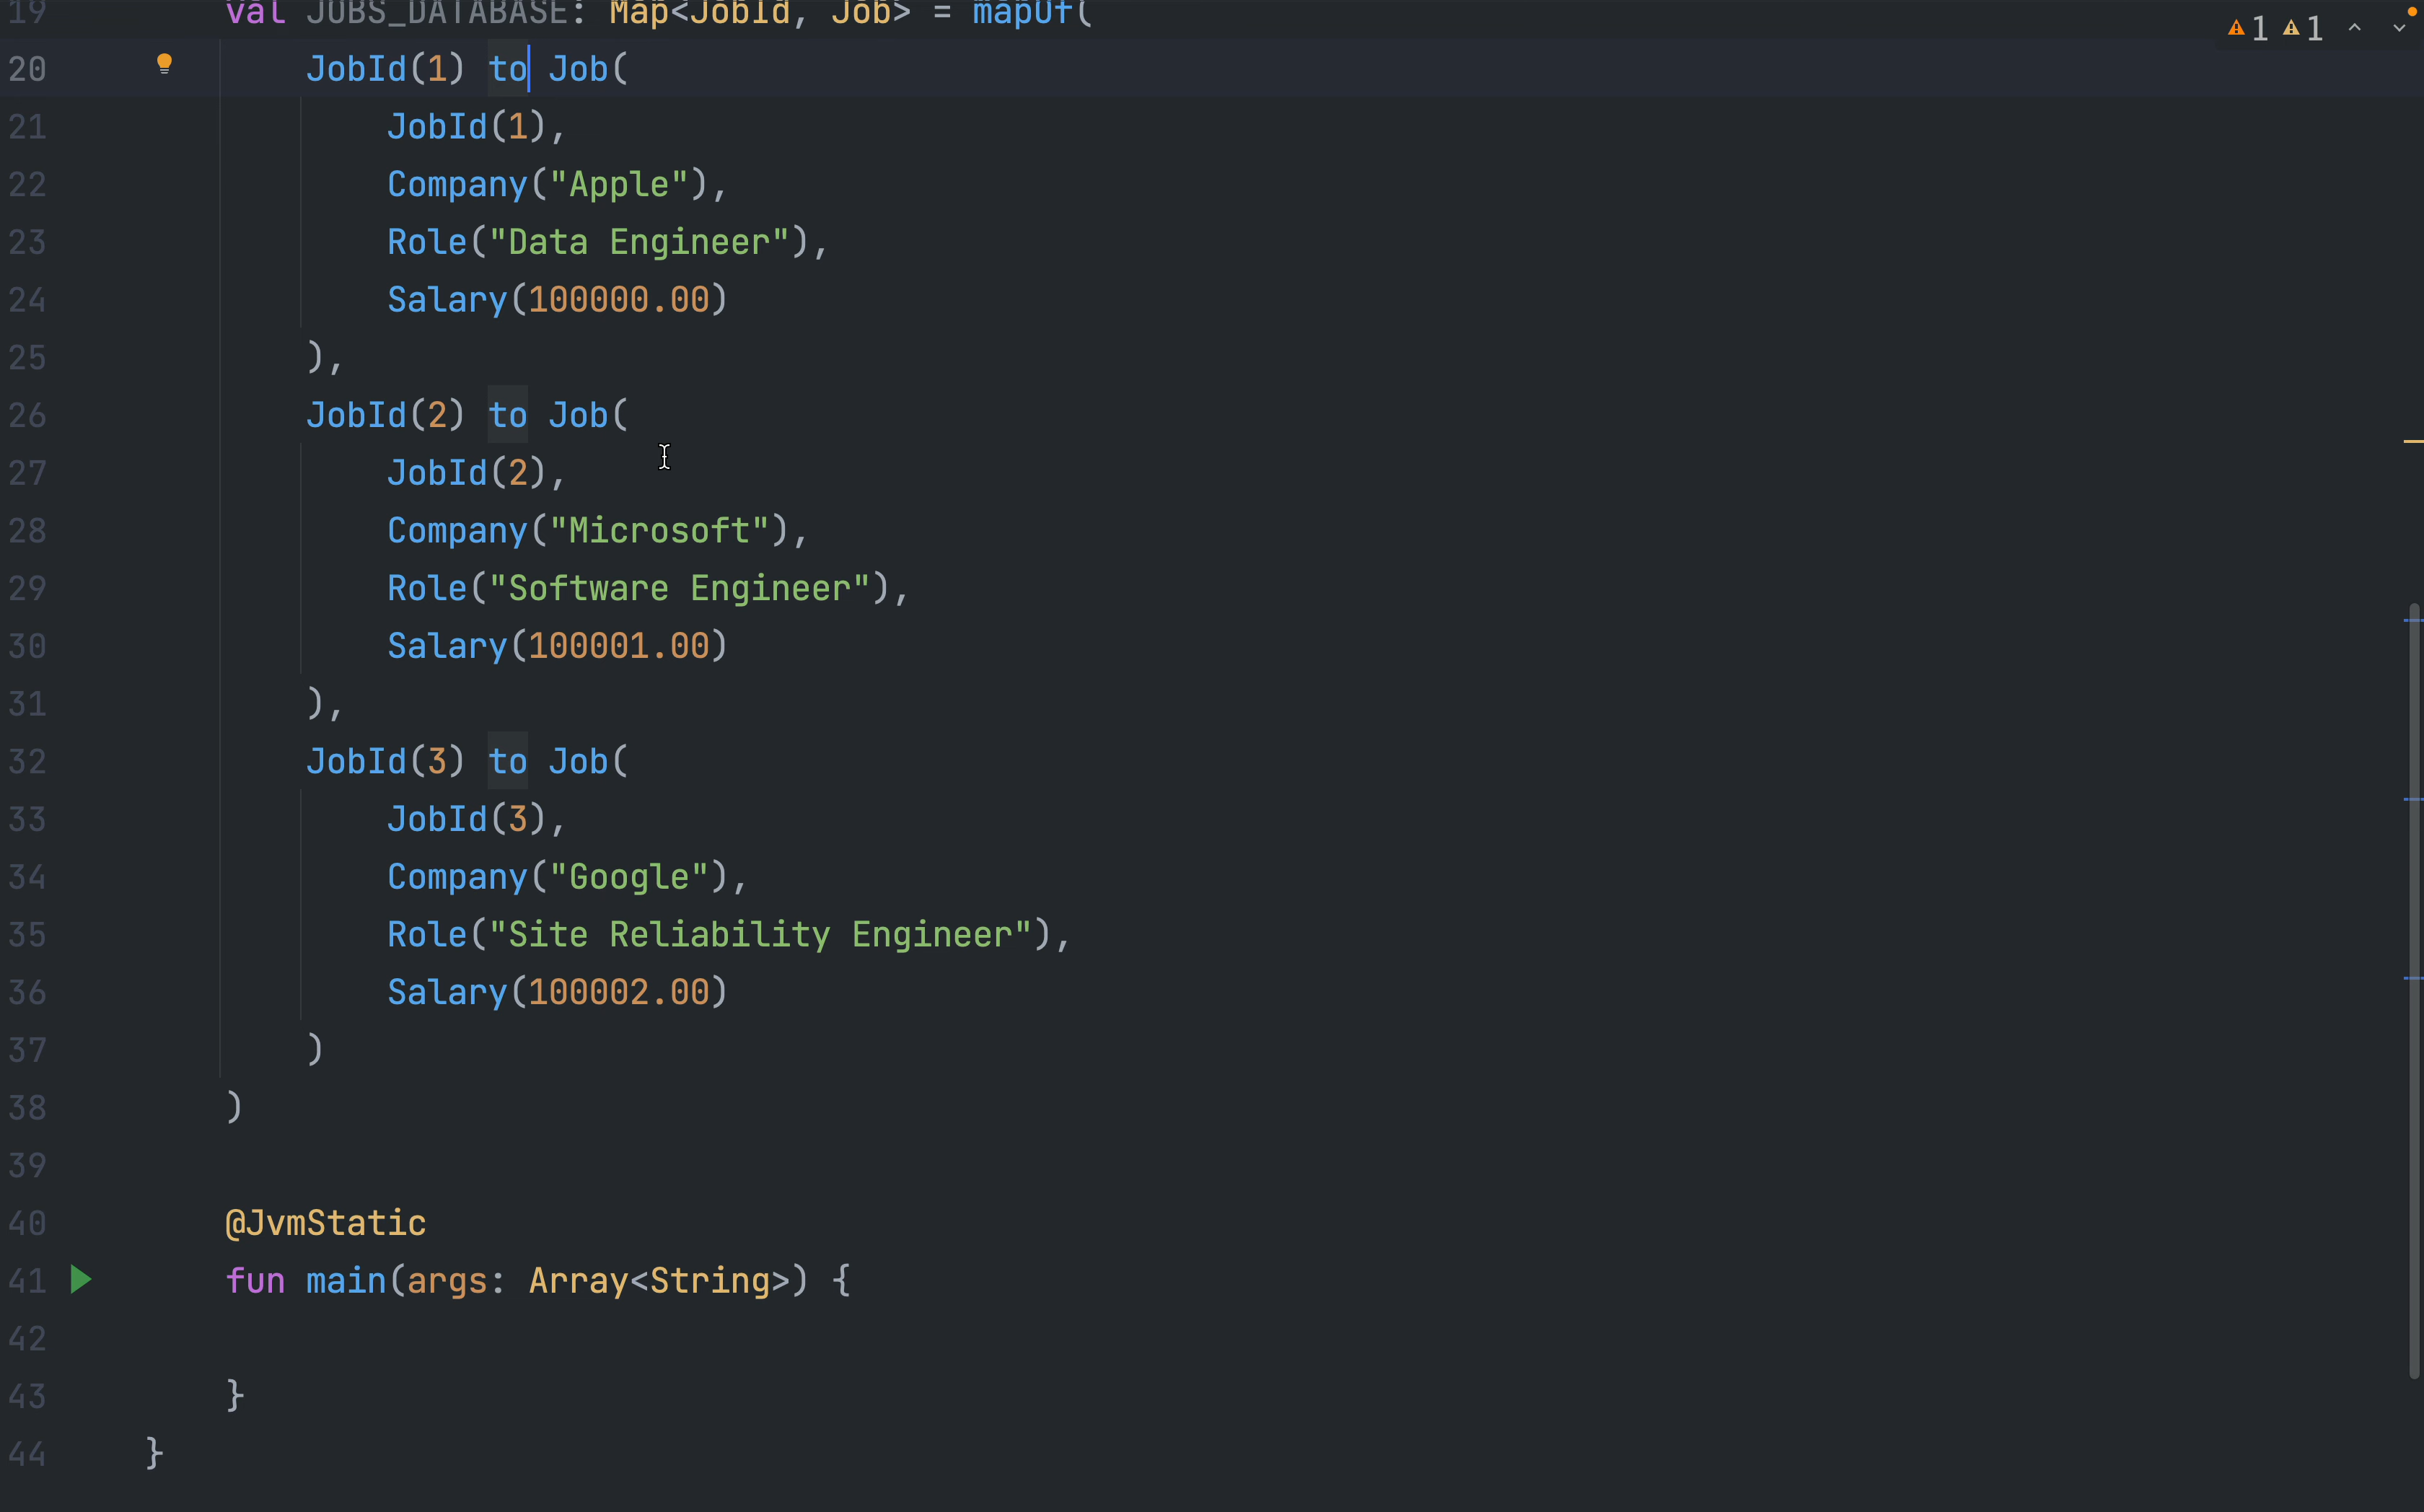 19 val JOBS_DATABASE: Map<JobId, Job> = mapOf(
1 1
20 JobId(1) to Job(
21 JobId(1),
22 Company("Apple"),
23 Role("Data Engineer"),
24 Salary(100000.00)
25 ),
26 JobId(2) to Job(
27 JobId(2),
28 Company("Microsoft"),
29 Role("Software Engineer"),
30 Salary(100001.00)
31 ),
32 JobId(3) to Job(
33 JobId(3),
34 Company("Google"),
35 Role("Site Reliability Engineer"),
36 Salary(100002.00)
37 )
38 )
39
40 @JvmStatic
41 fun main(args: Array<String>) {
42
43 }
44 }